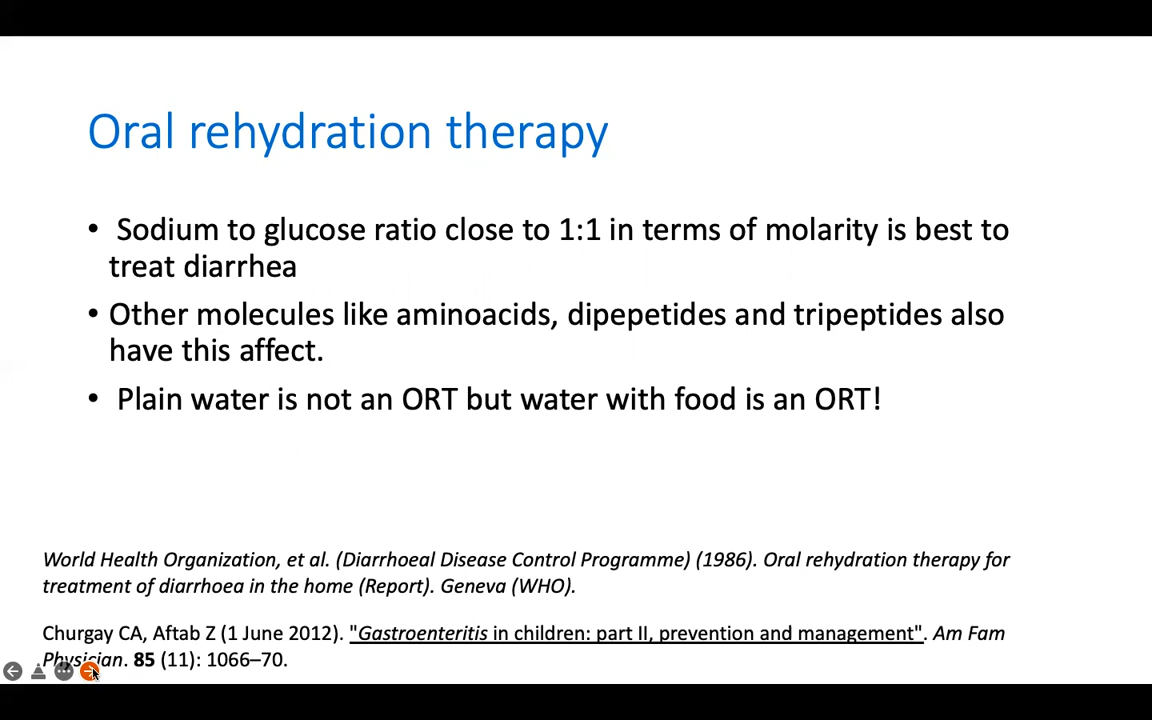 Oral rehydration therapy
• Sodium to glucose ratio close to 1:1 in terms of molarity is best to
treat diarrhea
• Other molecules like aminoacids, dipepetides and tripeptides also
have this affect.
• Plain water is not an ORT but water with food is an ORT!
World Health Organization, et al. (Diarrhoeal Disease Control Programme) (1986). Oral rehydration therapy for
treatment of diarrhoea in the home (Report). Geneva (WHO).
Churgay CA, Aftab Z (1 June 2012). "Gastroenteritis in children: part II, prevention and management". Am Fam
Physician. 85 (11): 1066–70.